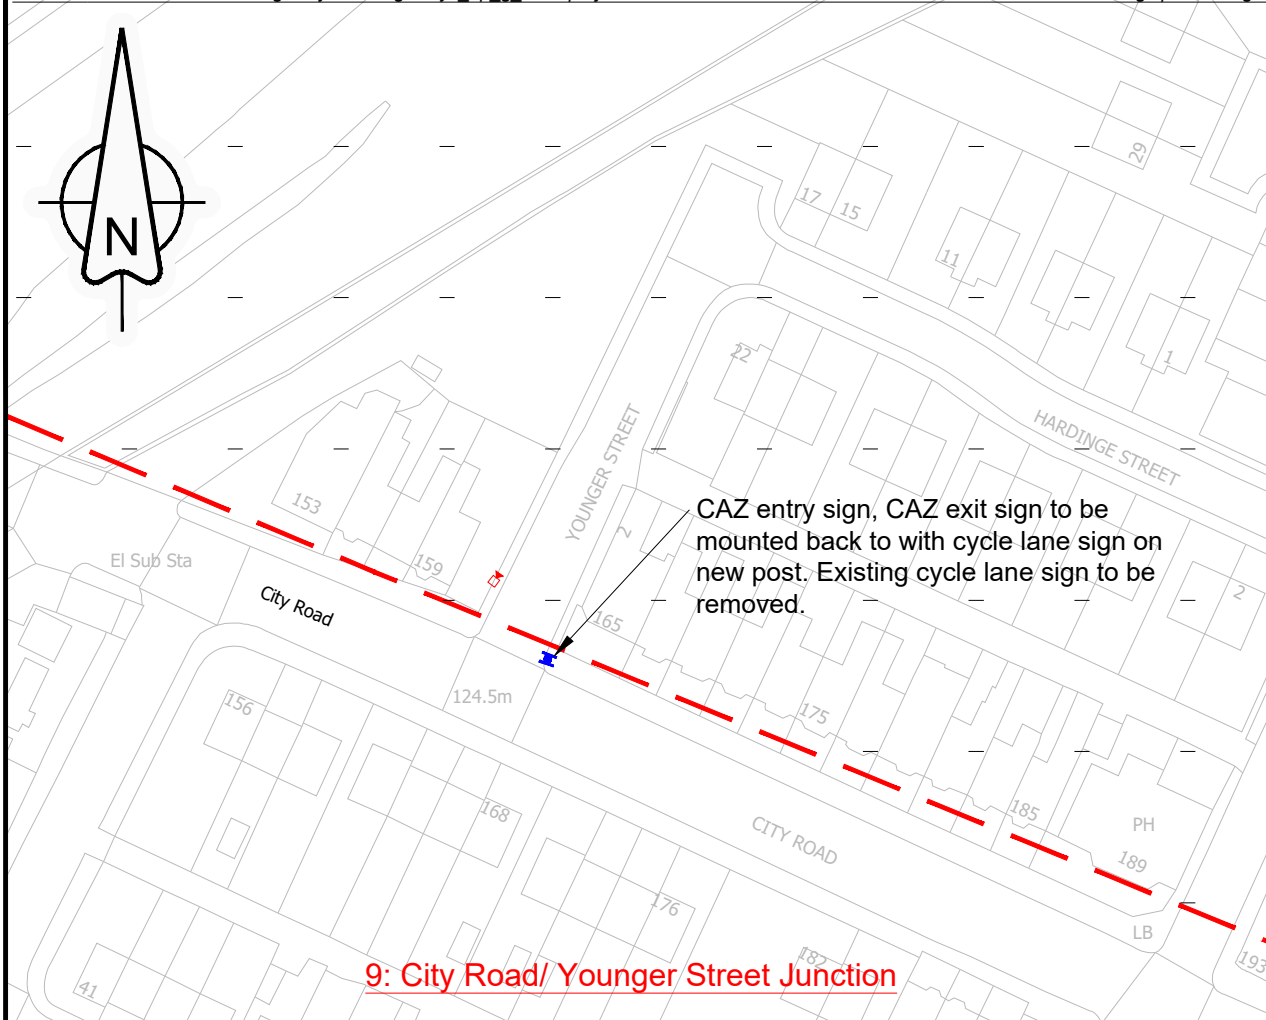 N
29
17
15
11
1
22
HARDINGE STREET
YOUNGER STREET
2
CAZ entry sign, CAZ exit sign to be
mounted back to with cycle lane sign on
new post. Existing cycle lane sign to be
removed.
2
153
159
El Sub Sta
City Road
165
124.5m
156
175
168
185
CITY ROAD
PH
189
176
LB
182
193
41
9: City Road/ Younger Street Junction